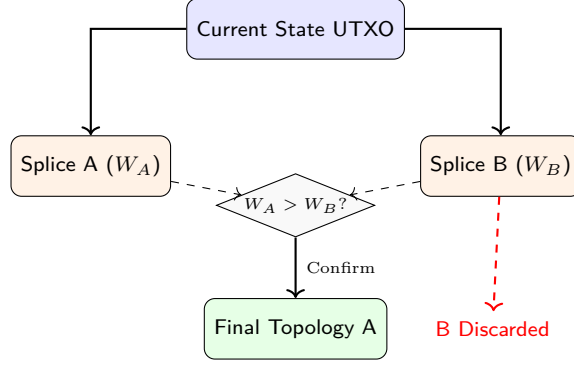 Current State UTXO
Splice A (W_A)
Splice B (W_B)
W_A > W_B?
Confirm
Final Topology A
B Discarded